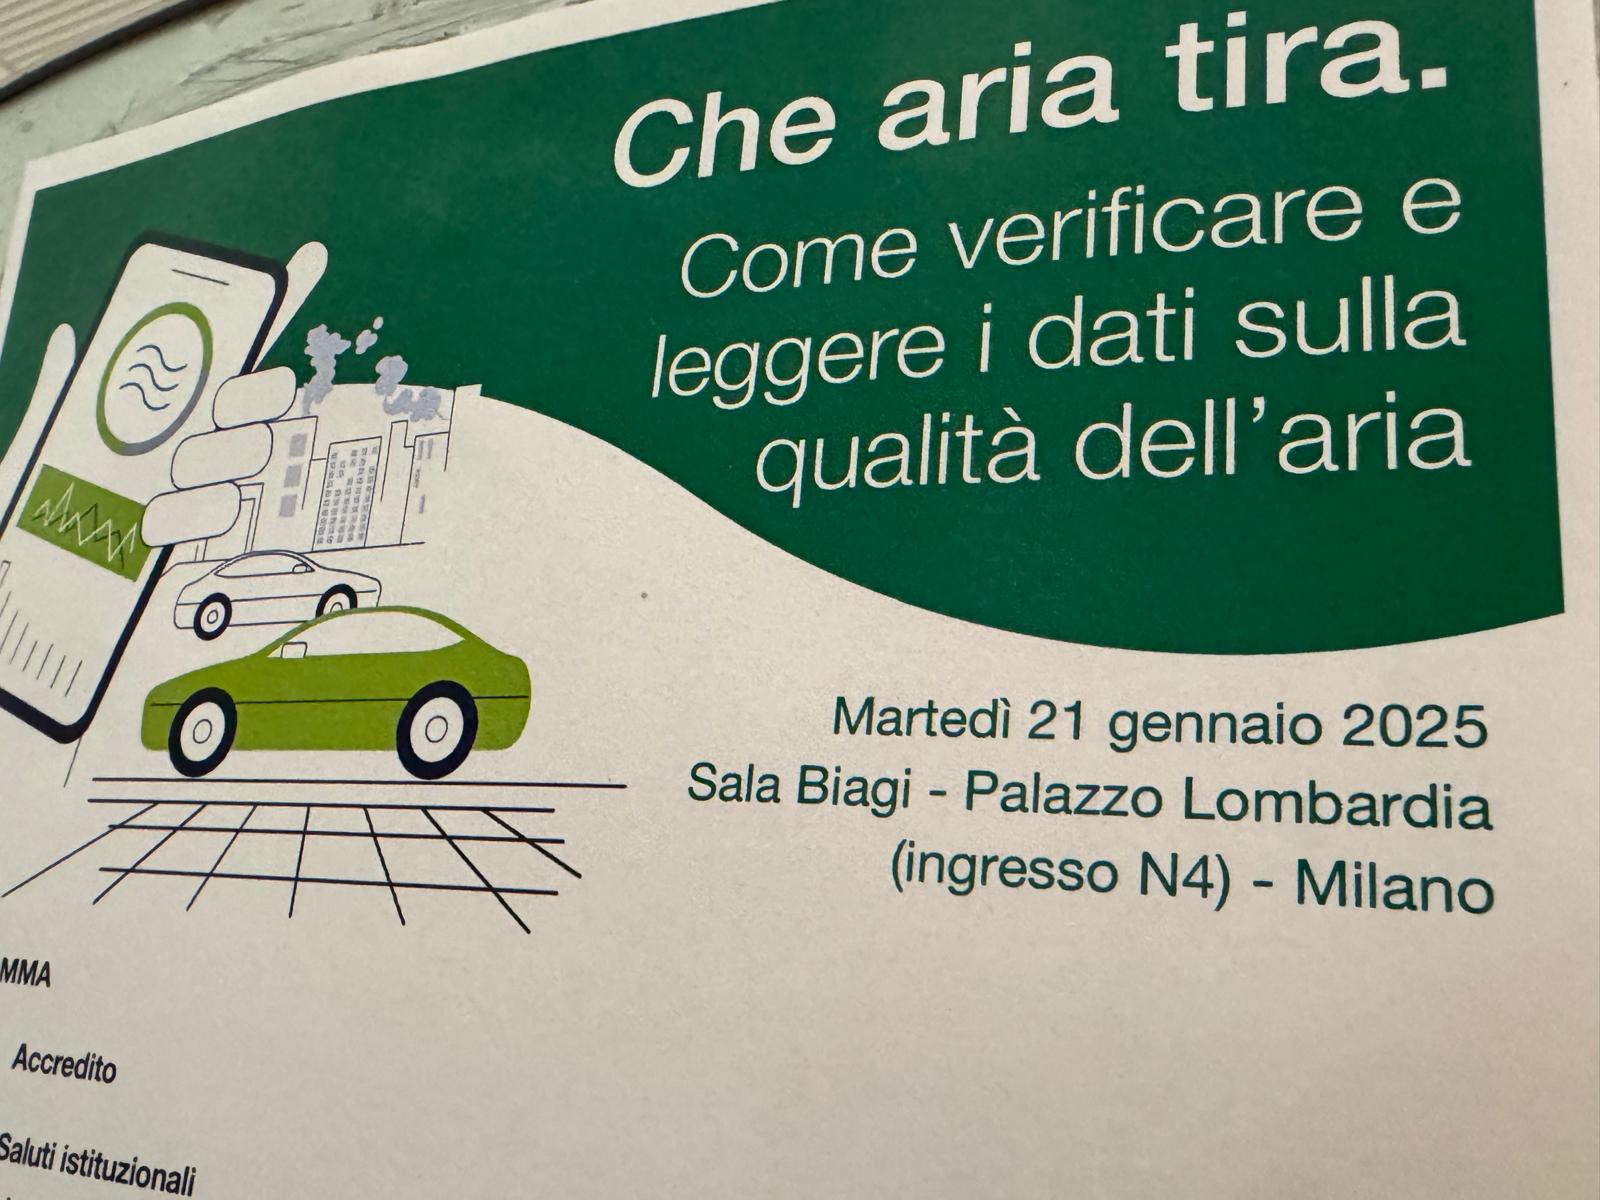 Che aria tira.
Come verificare e
leggere i dati sulla
qualità dell'aria
Martedì 21 gennaio 2025
Sala Biagi - Palazzo Lombardia
(ingresso N4) - Milano
MMA
Accredito
Saluti istituzionali